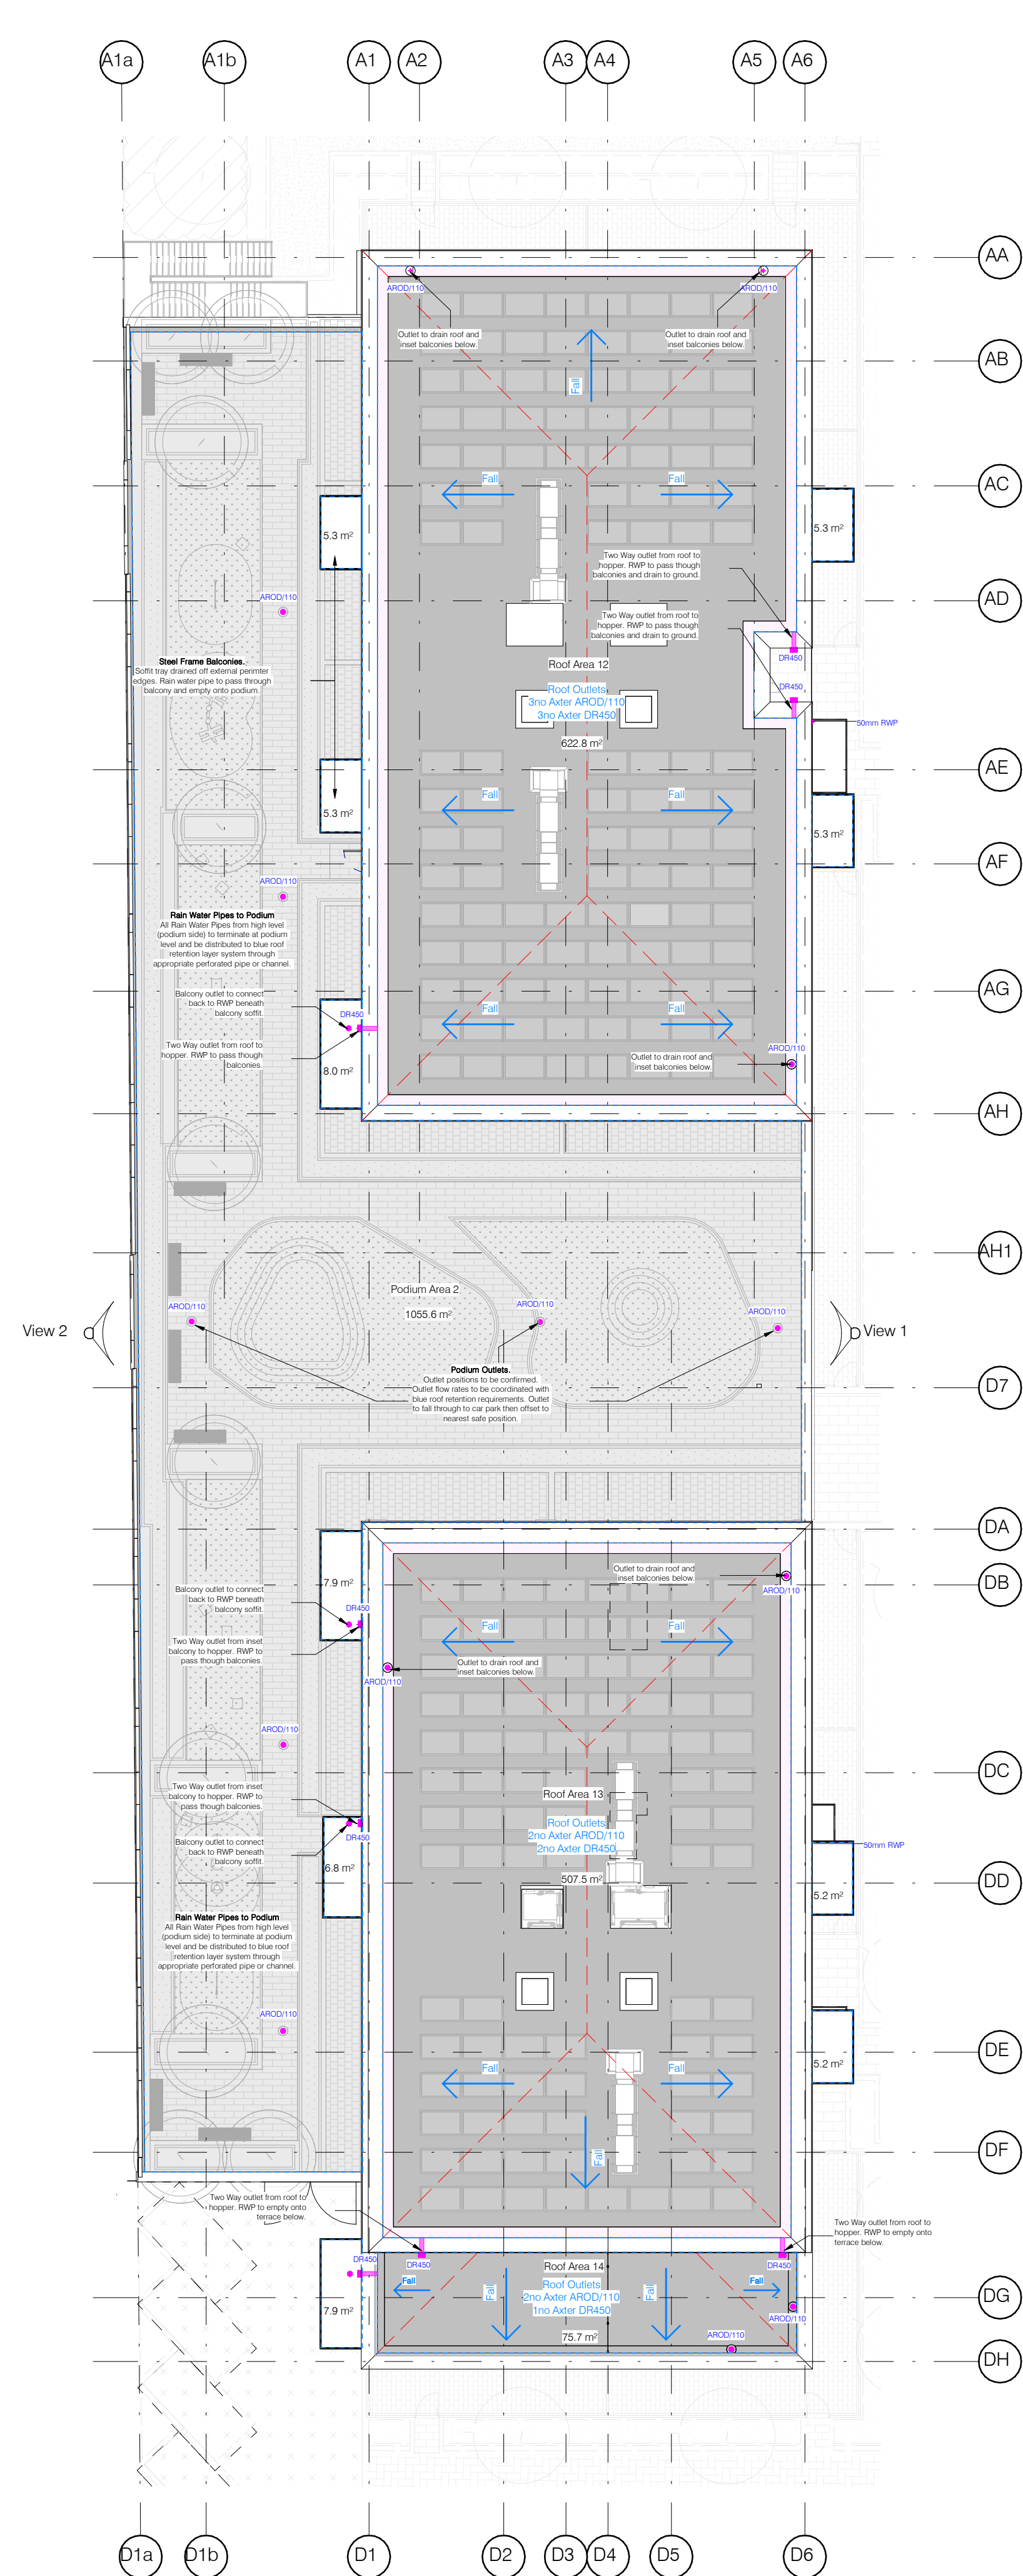 A1a
A1b
A1
A2
A3
A4
A5
A6
AA
AROD/110
AROD/110
Outlet to drain roof and
inset balconies below.
Outlet to drain roof and
inset balconies below.
AB
Fall
AC
Fall
Fall
5.3 m²
5.3 m²
Two Way outlet from roof to
hopper. RWP to pass though
balconies and drain to ground.
AD
AROD/110
Two Way outlet from roof to
hopper. RWP to pass though
balconies and drain to ground.
Steel Frame Balconies.
Soffit tray drained off external perimter
edges. Rain water pipe to pass through
balcony and empty onto podium.
DR450
DR450
Roof Area 12
Roof Outlets
3no Axter AROD/110
3no Axter DR450
622.8 m²
50mm RWP
AE
Fall
Fall
5.3 m²
5.3 m²
AF
AROD/110
Rain Water Pipes to Podium
All Rain Water Pipes from high level
(podium side) to terminate at podium
level and be distributed to blue roof
retention layer system through
appropriate perforated pipe or channel.
AG
Balcony outlet to connect
back to RWP beneath
balcony soffit.
DR450
Fall
Fall
Two Way outlet from roof to
hopper. RWP to pass though
balconies.
8.0 m²
AROD/110
Outlet to drain roof and
inset balconies below.
AH
AH1
Podium Area 2
1055.6 m²
AROD/110
AROD/110
AROD/110
View 2
View 1
Podium Outlets.
Outlet positions to be confirmed.
Outlet flow rates to be coordinated with
blue roof retention requirements. Outlet
to fall through to car park then offset to
nearest safe position.
D7
DA
DB
Outlet to drain roof and
inset balconies below.
AROD/110
7.9 m²
Balcony outlet to connect
back to RWP beneath
balcony soffit.
DR450
Fall
Fall
Two Way outlet from inset
balcony to hopper. RWP to
pass though balconies.
Outlet to drain roof and
inset balconies below.
AROD/110
AROD/110
DC
Two Way outlet from inset
balcony to hopper. RWP to
pass though balconies.
DR450
Balcony outlet to connect
back to RWP beneath
balcony soffit.
6.8 m²
Roof Area 13
Roof Outlets
2no Axter AROD/110
2no Axter DR450
507.5 m²
50mm RWP
DD
5.2 m²
Rain Water Pipes to Podium
All Rain Water Pipes from high level
(podium side) to terminate at podium
level and be distributed to blue roof
retention layer system through
appropriate perforated pipe or channel.
AROD/110
DE
Fall
Fall
5.2 m²
DF
Fall
Two Way outlet from roof to
hopper. RWP to empty onto
terrace below.
Two Way outlet from roof to
hopper. RWP to empty onto
terrace below.
DR450
DR450
DR450
Roof Area 14
Roof Outlets
2no Axter AROD/110
1no Axter DR450
75.7 m²
Fall
Fall
Fall
Fall
7.9 m²
DG
AROD/110
AROD/110
DH
D1a
D1b
D1
D2
D3
D4
D5
D6